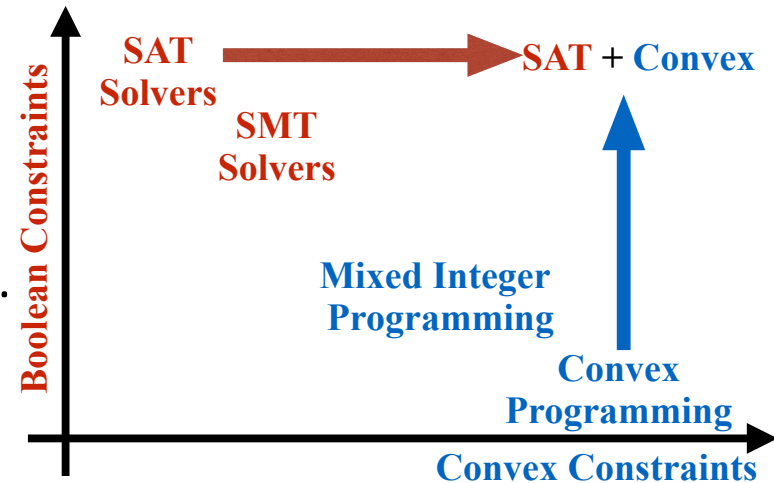 SAT
Solvers
SAT + Convex
SMT
Solvers
Boolean Constraints
Mixed Integer
Programming
Convex
Programming
Convex Constraints